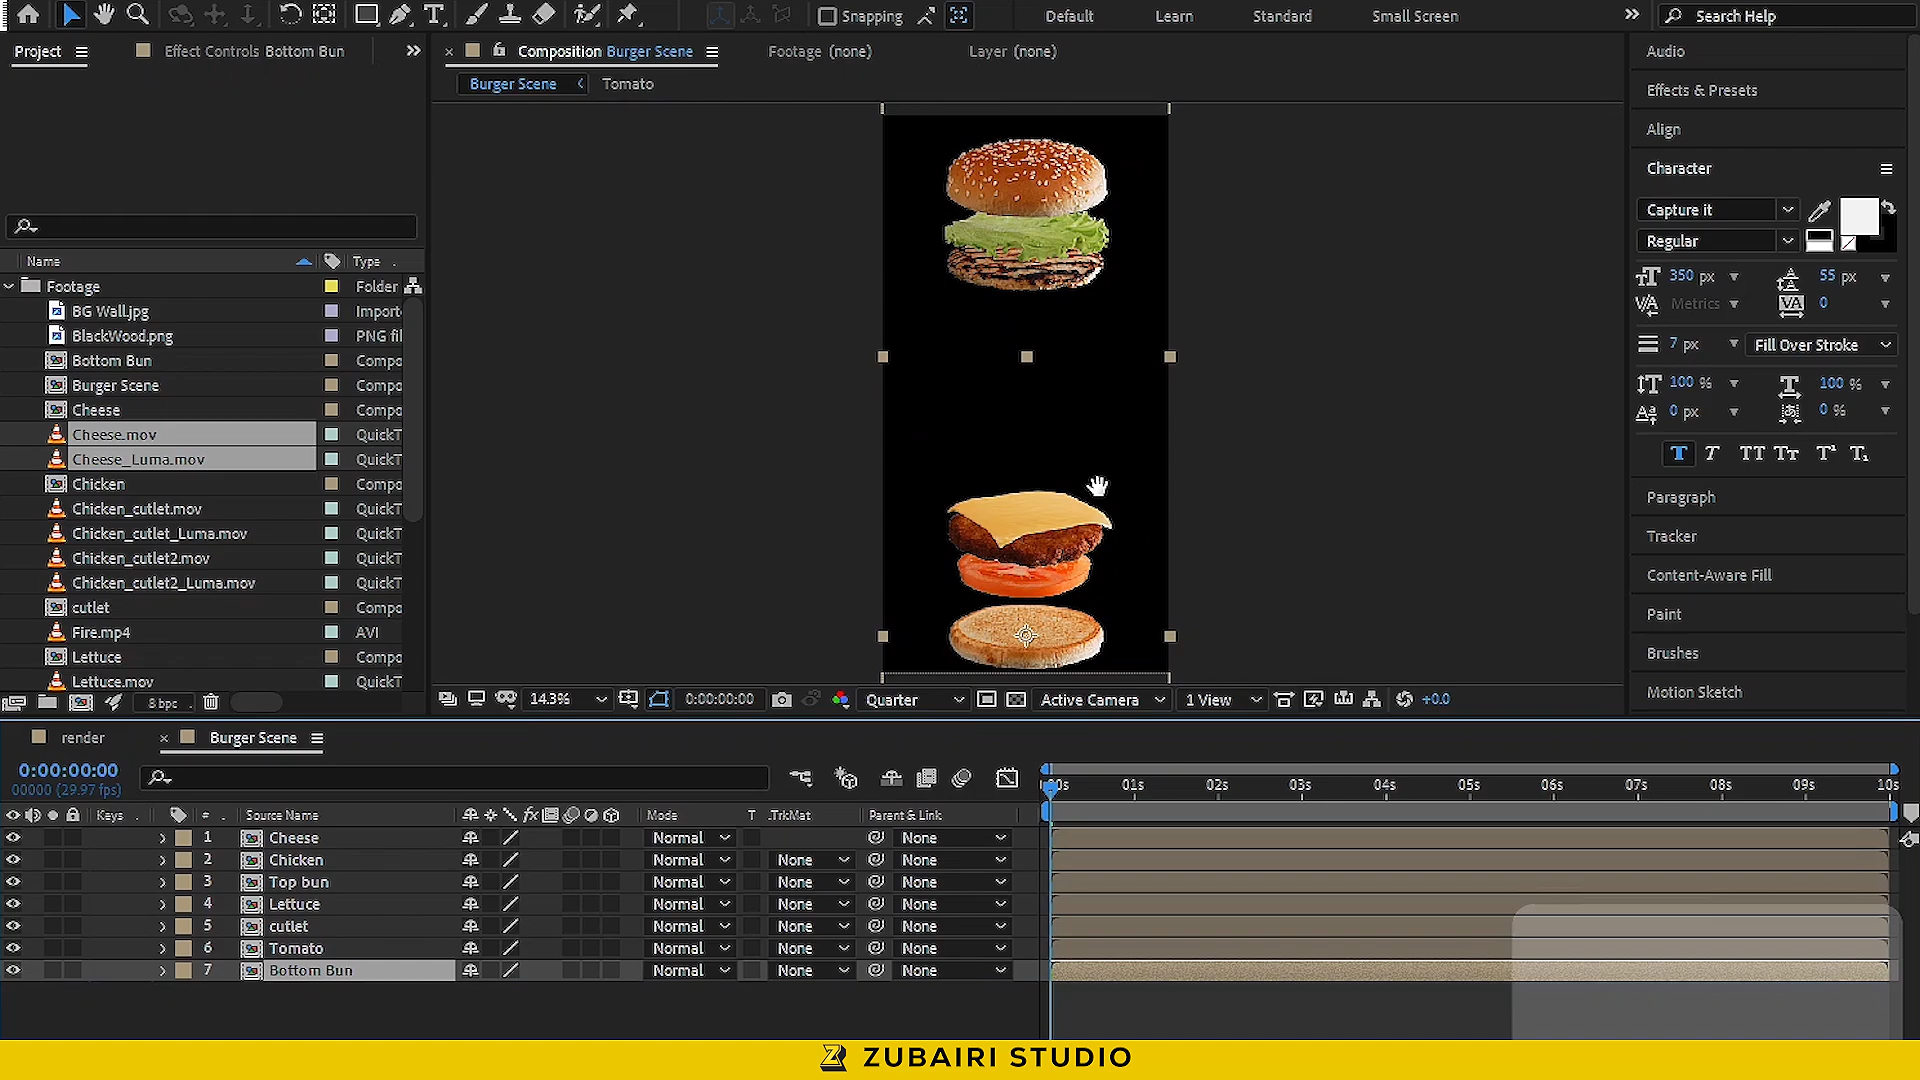 Snapping
Default
Learn
Standard
Small Screen
Search Help
Project
Effect Controls Bottom Bun
Composition Burger Scene
Footage (none)
Layer (none)
Burger Scene
Tomato
Name
Type
Footage
Folder
BG Wall.jpg
Import
BlackWood.png
PNG fil
Bottom Bun
Compo
Burger Scene
Compo
Cheese
Compo
Cheese.mov
QuickT
Cheese_Luma.mov
QuickT
Chicken
Compo
Chicken_cutlet.mov
QuickT
Chicken_cutlet_Luma.mov
QuickT
Chicken_cutlet2.mov
QuickT
Chicken_cutlet2_Luma.mov
QuickT
cutlet
Compo
Fire.mp4
AVI
Lettuce
Compo
Lettuce.mov
QuickT
8 bpc
14.3%
0:00:00:00
Quarter
Active Camera
1 View
+0.0
Audio
Effects & Presets
Align
Character
Capture it
Regular
350 px
55 px
Metrics
0
7 px
Fill Over Stroke
100 %
100 %
0 px
0 %
T T TT Tt T¹ T₁
Paragraph
Tracker
Content-Aware Fill
Paint
Brushes
Motion Sketch
render
Burger Scene
0:00:00:00
00000 (29.97 fps)
0s 01s 02s 03s 04s 05s 06s 07s 08s 09s 10s
Keys
#
Source Name
fx
Mode
T .TrkMat
Parent & Link
1 Cheese Normal None
2 Chicken Normal None None
3 Top bun Normal None None
4 Lettuce Normal None None
5 cutlet Normal None None
6 Tomato Normal None None
7 Bottom Bun Normal None None
ZUBAIRI STUDIO